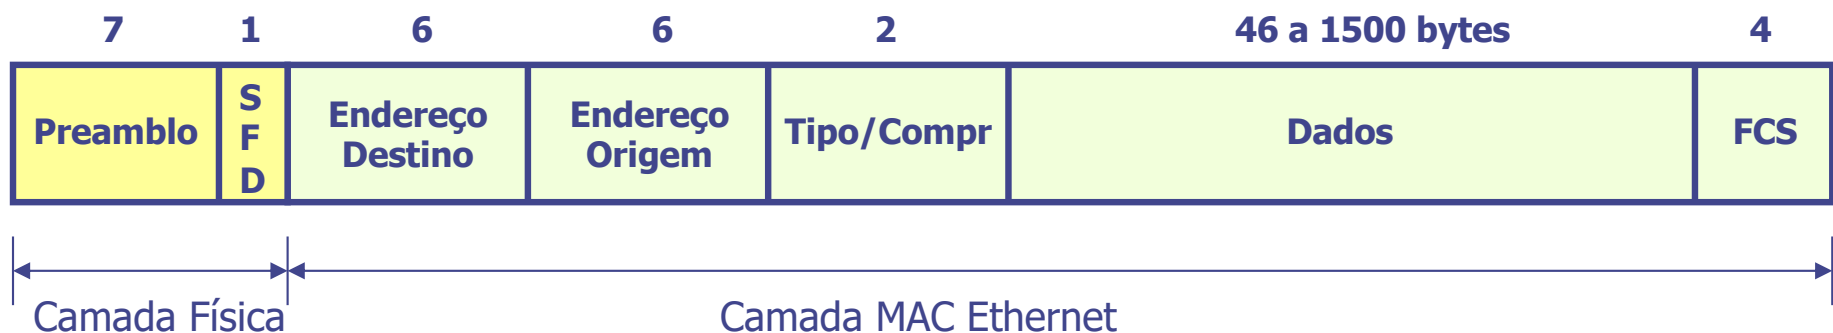 7 1 6 6 2 46 a 1500 bytes 4
Preamblo
S
F
D
Endereço
Destino
Endereço
Origem
Tipo/Compr
Dados
FCS
Camada Física
Camada MAC Ethernet